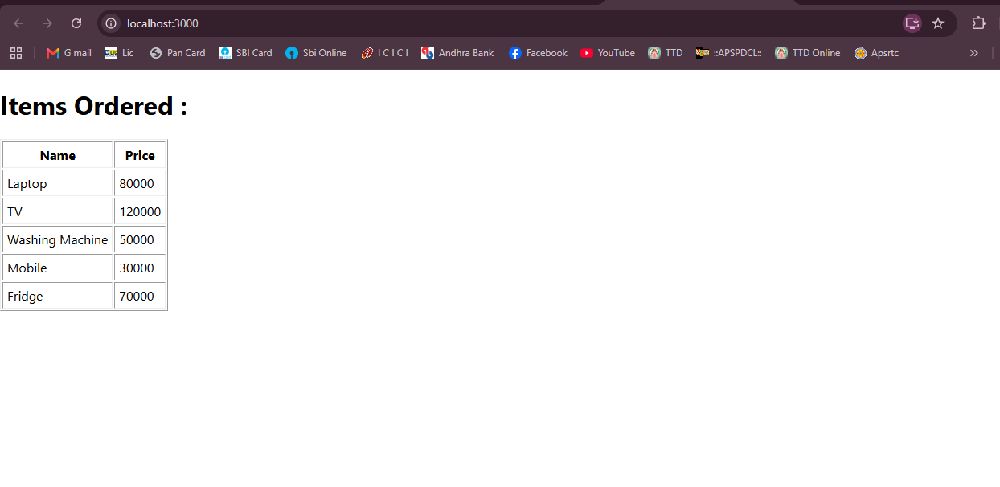 localhost:3000
G mail Lic Pan Card SBI Card Sbi Online I C I C I Andhra Bank Facebook YouTube TTD ::APSPDCL:: TTD Online Apsrtc
Items Ordered :
Name Price
Laptop 80000
TV 120000
Washing Machine 50000
Mobile 30000
Fridge 70000